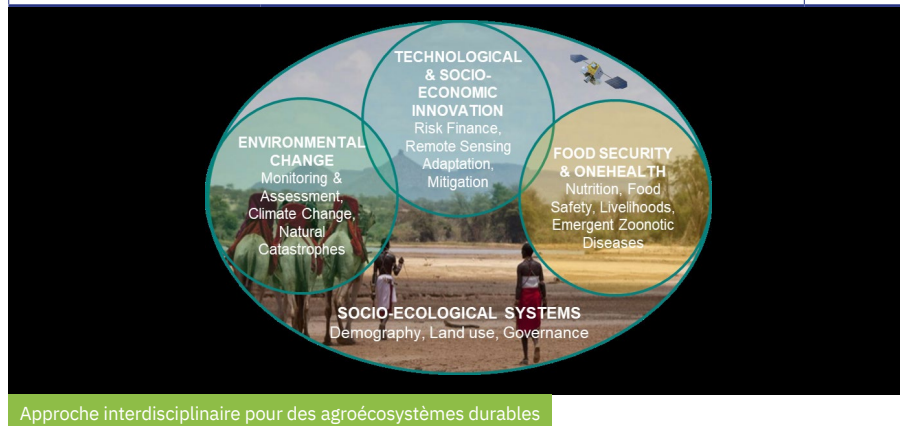 TECHNOLOGICAL
& SOCIO-
ECONOMIC
INNOVATION
Risk Finance,
Remote Sensing
Adaptation,
Mitigation
ENVIRONMENTAL
CHANGE
Monitoring &
Assessment,
Climate Change,
Natural
Catastrophes
FOOD SECURITY
& ONEHEALTH
Nutrition, Food
Safety, Livelihoods,
Emergent Zoonotic
Diseases
SOCIO-ECOLOGICAL SYSTEMS
Demography, Land use, Governance
Approche interdisciplinaire pour des agroécosystèmes durables